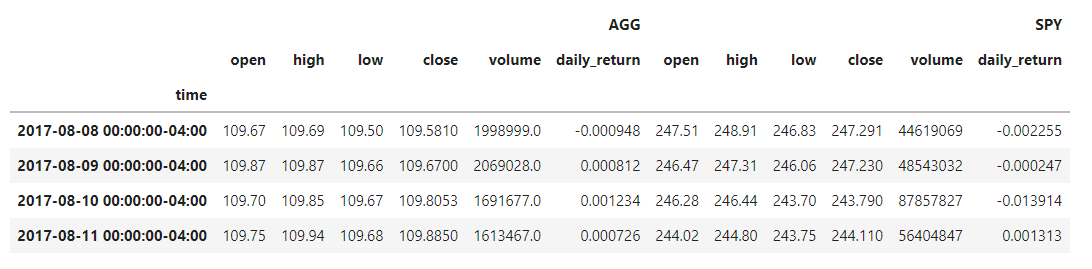 AGG SPY
open high low close volume daily_return open high low close volume daily_return
time
2017-08-08 00:00:00-04:00 109.67 109.69 109.50 109.5810 1998999.0 -0.000948 247.51 248.91 246.83 247.291 44619069 -0.002255
2017-08-09 00:00:00-04:00 109.87 109.87 109.66 109.6700 2069028.0 0.000812 246.47 247.31 246.06 247.230 48543032 -0.000247
2017-08-10 00:00:00-04:00 109.70 109.85 109.67 109.8053 1691677.0 0.001234 246.28 246.44 243.70 243.790 87857827 -0.013914
2017-08-11 00:00:00-04:00 109.75 109.94 109.68 109.8850 1613467.0 0.000726 244.02 244.80 243.75 244.110 56404847 0.001313